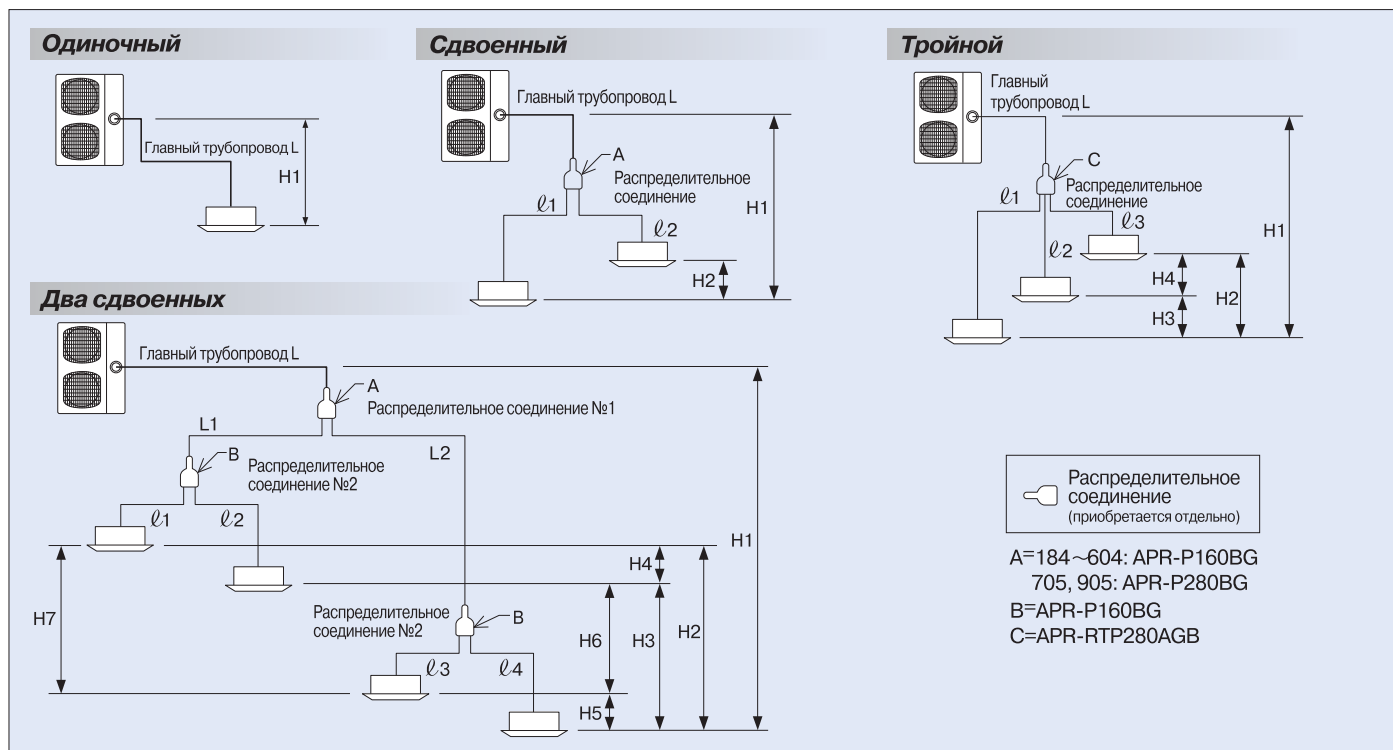 Одиночный
Главный трубопровод L
H1
Сдвоенный
Главный трубопровод L
A
Распределительное
соединение
ℓ1
ℓ2
H1
H2
Тройной
Главный
трубопровод L
C
Распределительное
соединение
ℓ1
ℓ2
ℓ3
H1
H4
H2
H3
Два сдвоенных
Главный трубопровод L
A
Распределительное соединение №1
L1
L2
B
Распределительное
соединение №2
ℓ1
ℓ2
H1
H4
H7
H6
H3
H2
Распределительное
соединение №2
B
ℓ3
ℓ4
H5
Распределительное
соединение
(приобретается отдельно)
A=184~604: APR-P160BG
705, 905: APR-P280BG
B=APR-P160BG
C=APR-RTP280AGB